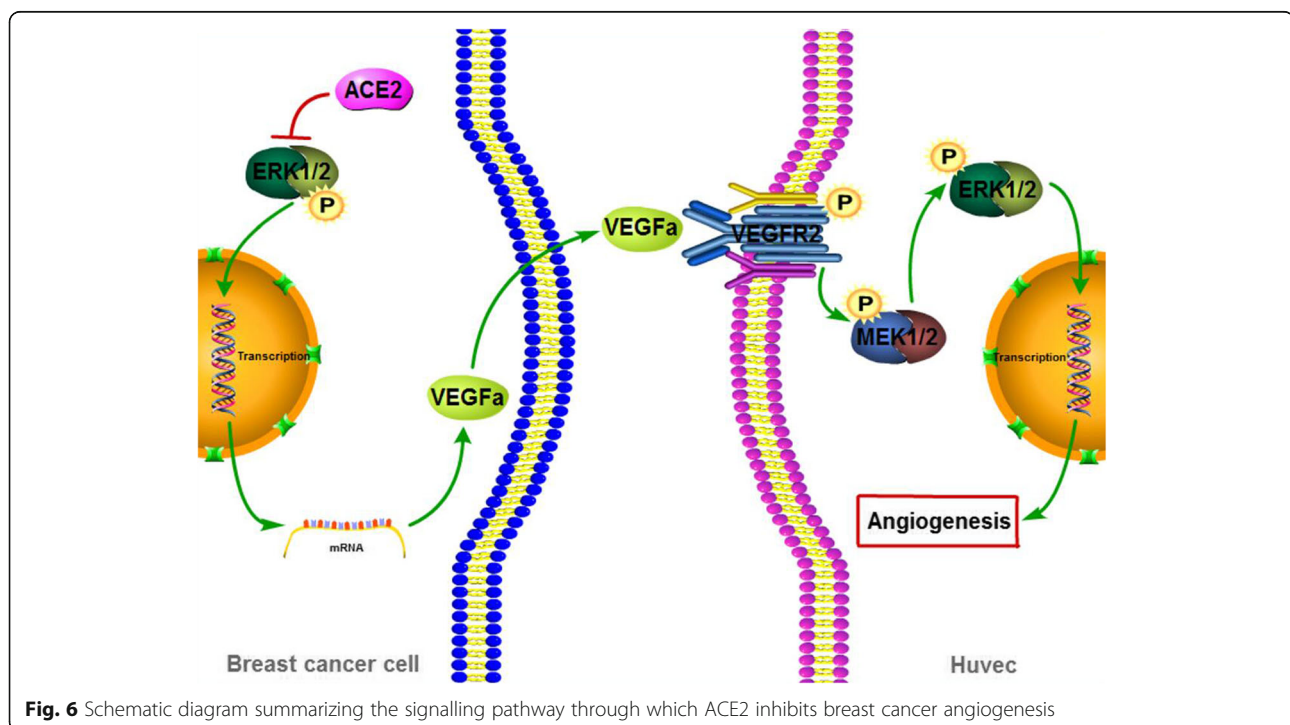 ACE2
ERK1/2
P
Transcription
mRNA
VEGFa
VEGFa
VEGFR2
P
P
MEK1/2
P
ERK1/2
Transcription
Angiogenesis
Breast cancer cell
Huvec
Fig. 6 Schematic diagram summarizing the signalling pathway through which ACE2 inhibits breast cancer angiogenesis